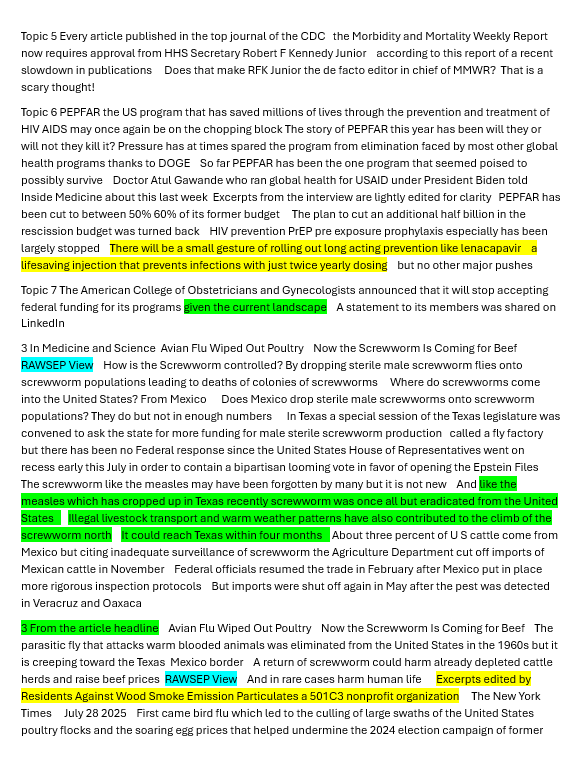 Topic 5 Every article published in the top journal of the CDC the Morbidity and Mortality Weekly Report
now requires approval from HHS Secretary Robert F Kennedy Junior according to this report of a recent
slowdown in publications Does that make RFK Junior the de facto editor in chief of MMWR? That is a
scary thought!
Topic 6 PEPFAR the US program that has saved millions of lives through the prevention and treatment of
HIV AIDS may once again be on the chopping block The story of PEPFAR this year has been will they or
will not they kill it? Pressure has at times spared the program from elimination faced by most other global
health programs thanks to DOGE So far PEPFAR has been the one program that seemed poised to
possibly survive Doctor Atul Gawande who ran global health for USAID under President Biden told
Inside Medicine about this last week Excerpts from the interview are lightly edited for clarity PEPFAR has
been cut to between 50% 60% of its former budget The plan to cut an additional half billion in the
rescission budget was turned back HIV prevention PrEP pre exposure prophylaxis especially has been
largely stopped There will be a small gesture of rolling out long acting prevention like lenacapavir a
lifesaving injection that prevents infections with just twice yearly dosing but no other major pushes
Topic 7 The American College of Obstetricians and Gynecologists announced that it will stop accepting
federal funding for its programs given the current landscape A statement to its members was shared on
LinkedIn
3 In Medicine and Science Avian Flu Wiped Out Poultry Now the Screwworm Is Coming for Beef
RAWSEP View How is the Screwworm controlled? By dropping sterile male screwworm flies onto
screwworm populations leading to deaths of colonies of screwworms Where do screwworms come
into the United States? From Mexico Does Mexico drop sterile male screwworms onto screwworm
populations? They do but not in enough numbers In Texas a special session of the Texas legislature was
convened to ask the state for more funding for male sterile screwworm production called a fly factory
but there has been no Federal response since the United States House of Representatives went on
recess early this July in order to contain a bipartisan looming vote in favor of opening the Epstein Files
The screwworm like the measles may have been forgotten by many but it is not new And like the
measles which has cropped up in Texas recently screwworm was once all but eradicated from the United
States Illegal livestock transport and warm weather patterns have also contributed to the climb of the
screwworm north It could reach Texas within four months About three percent of U S cattle come from
Mexico but citing inadequate surveillance of screwworm the Agriculture Department cut off imports of
Mexican cattle in November Federal officials resumed the trade in February after Mexico put in place
more rigorous inspection protocols But imports were shut off again in May after the pest was detected
in Veracruz and Oaxaca
3 From the article headline Avian Flu Wiped Out Poultry Now the Screwworm Is Coming for Beef The
parasitic fly that attacks warm blooded animals was eliminated from the United States in the 1960s but it
is creeping toward the Texas Mexico border A return of screwworm could harm already depleted cattle
herds and raise beef prices RAWSEP View And in rare cases harm human life Excerpts edited by
Residents Against Wood Smoke Emission Particulates a 501C3 nonprofit organization The New York
Times July 28 2025 First came bird flu which led to the culling of large swaths of the United States
poultry flocks and the soaring egg prices that helped undermine the 2024 election campaign of former